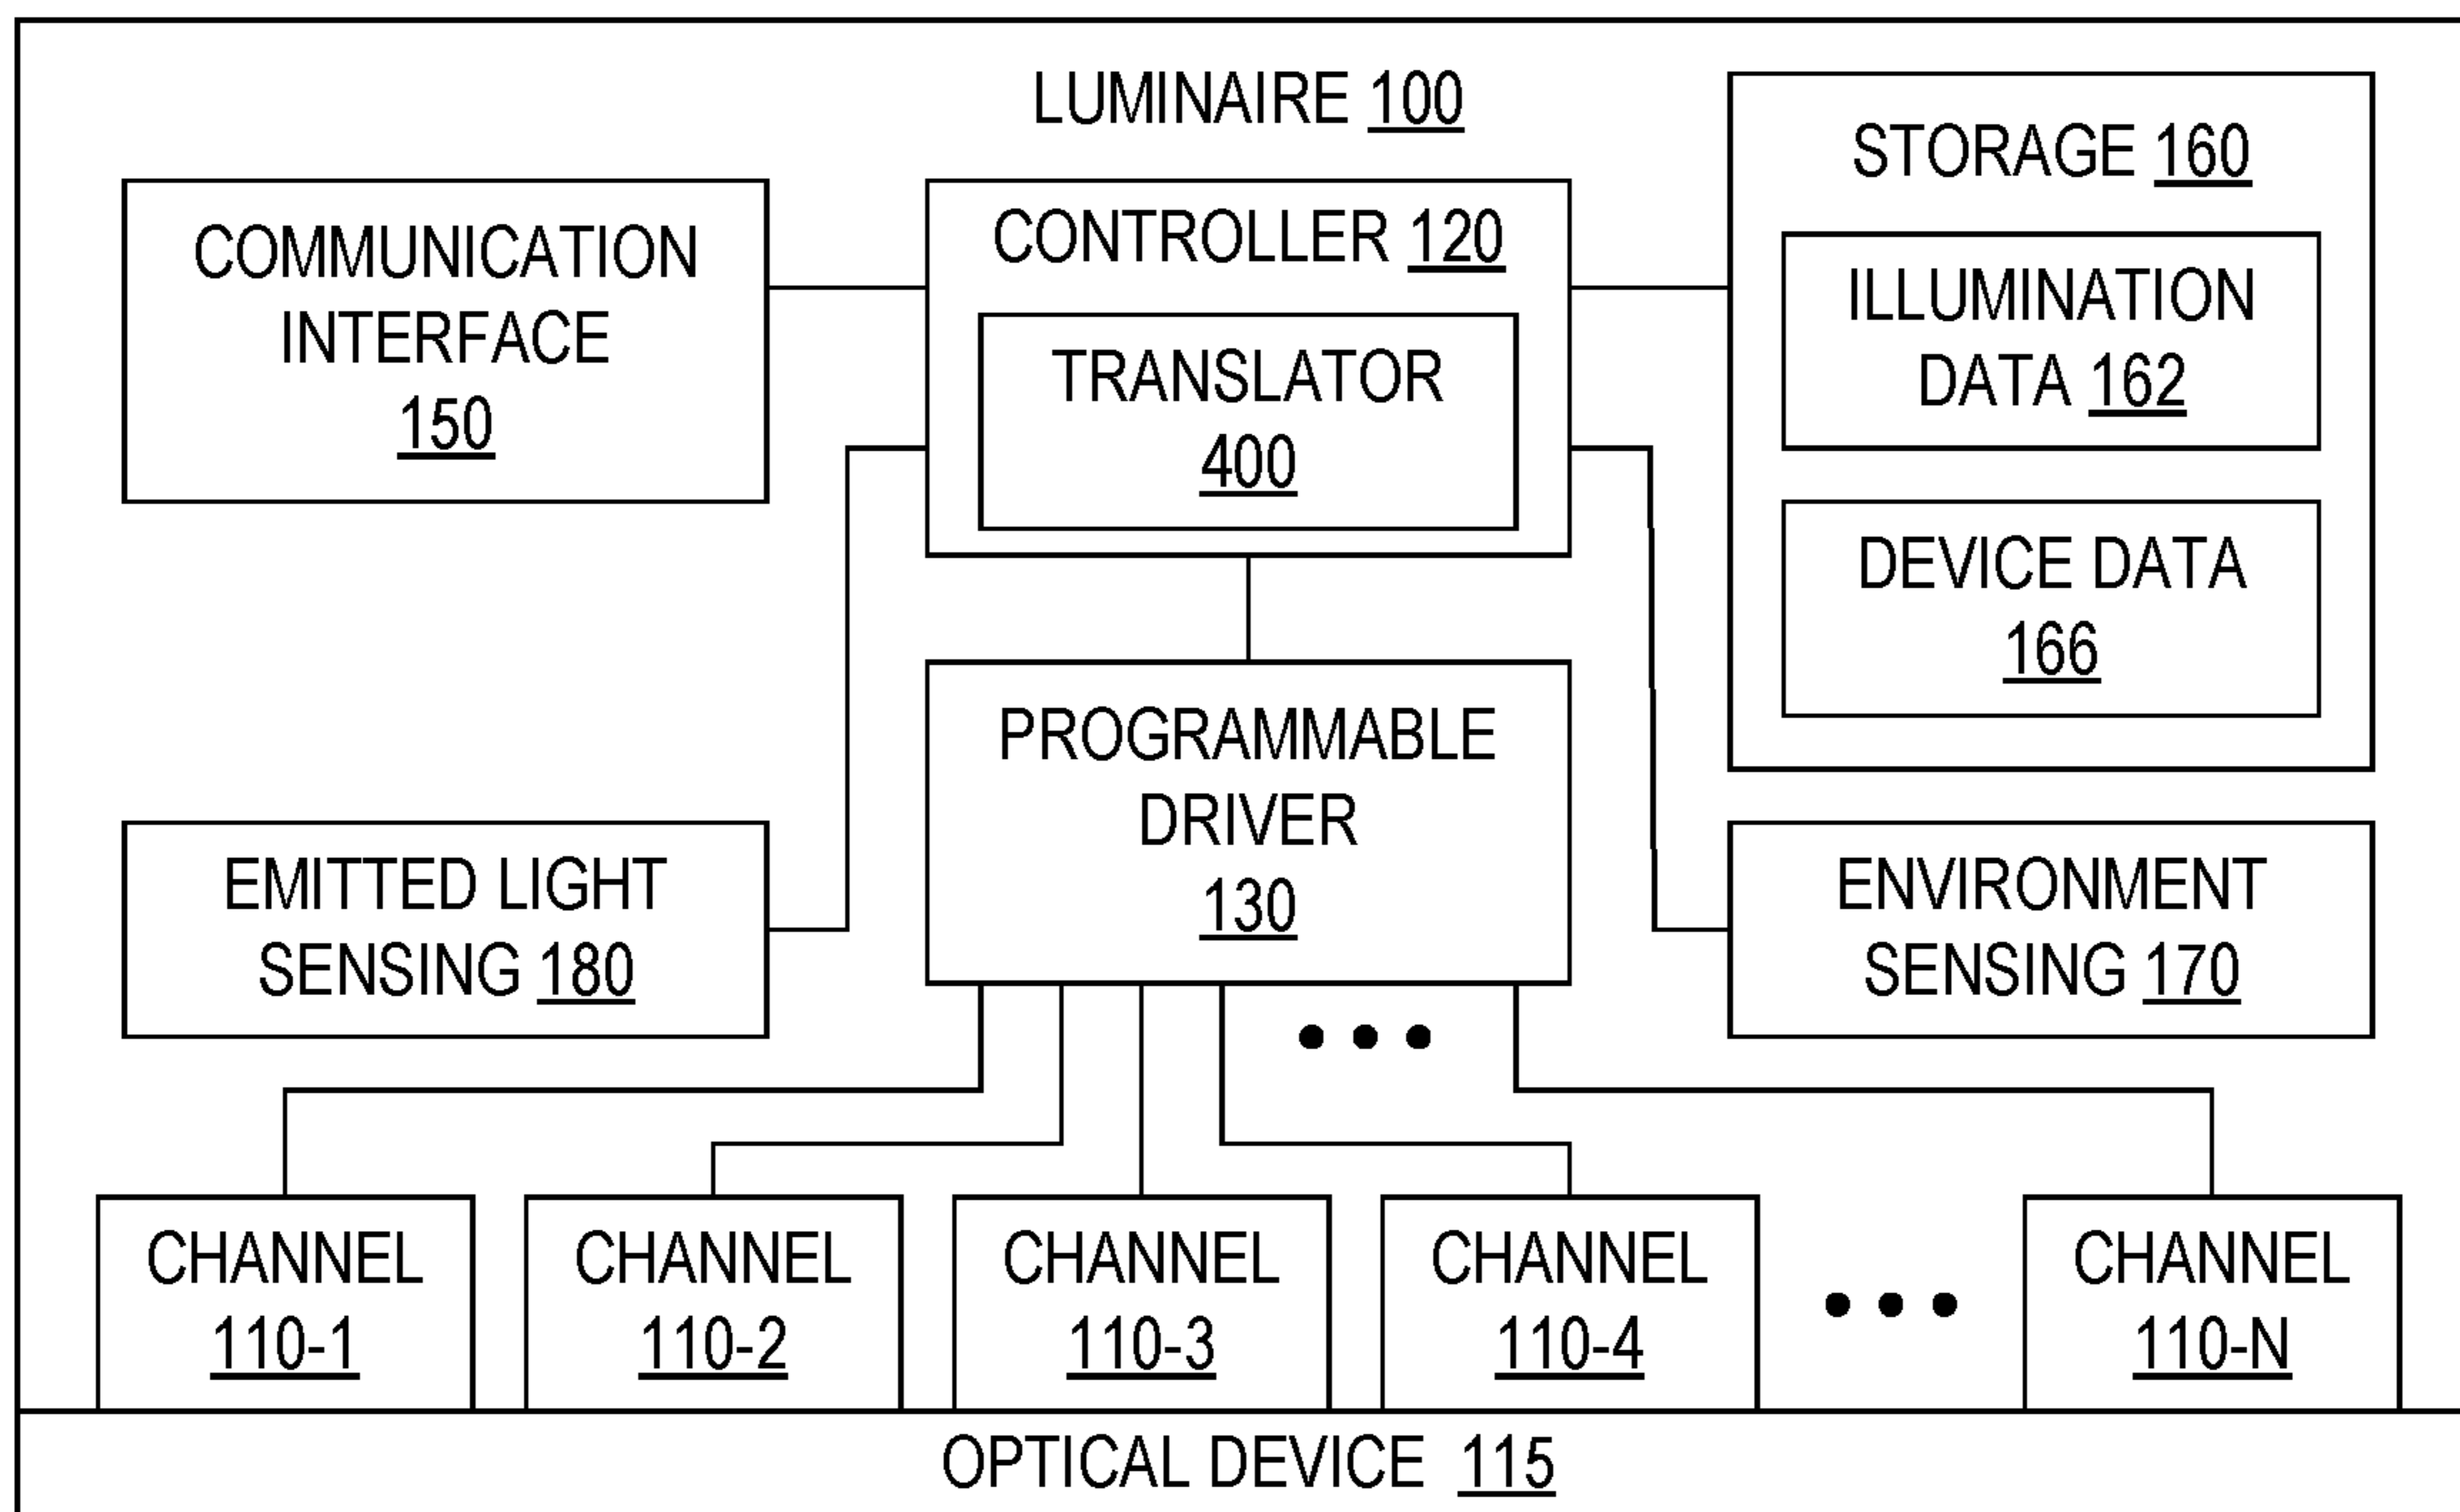 LUMINAIRE 100
COMMUNICATION
INTERFACE
150
CONTROLLER 120
TRANSLATOR
400
STORAGE 160
ILLUMINATION
DATA 162
DEVICE DATA
166
PROGRAMMABLE
DRIVER
130
EMITTED LIGHT
SENSING 180
ENVIRONMENT
SENSING 170
CHANNEL
110-1
CHANNEL
110-2
CHANNEL
110-3
CHANNEL
110-4
CHANNEL
110-N
OPTICAL DEVICE 115